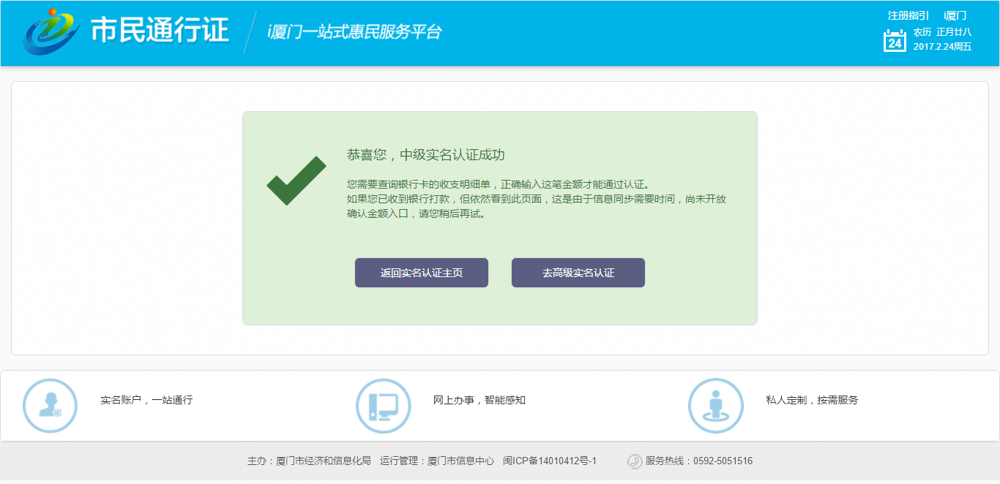 市民通行证
i厦门一站式惠民服务平台
注册指引 i厦门
24
农历 正月廿八
2017.2.24周五
恭喜您，中级实名认证成功
您需要查询银行卡的收支明细单，正确输入这笔金额才能通过认证。
如果您已收到银行打款，但依然看到此页面，这是由于信息同步需要时间，尚未开放
确认金额入口，请您稍后再试。
返回实名认证主页 去高级实名认证
实名账户，一站通行 网上办事，智能感知 私人定制，按需服务
主办：厦门市经济和信息化局 运行管理：厦门市信息中心 闽ICP备14010412号-1 服务热线：0592-5051516